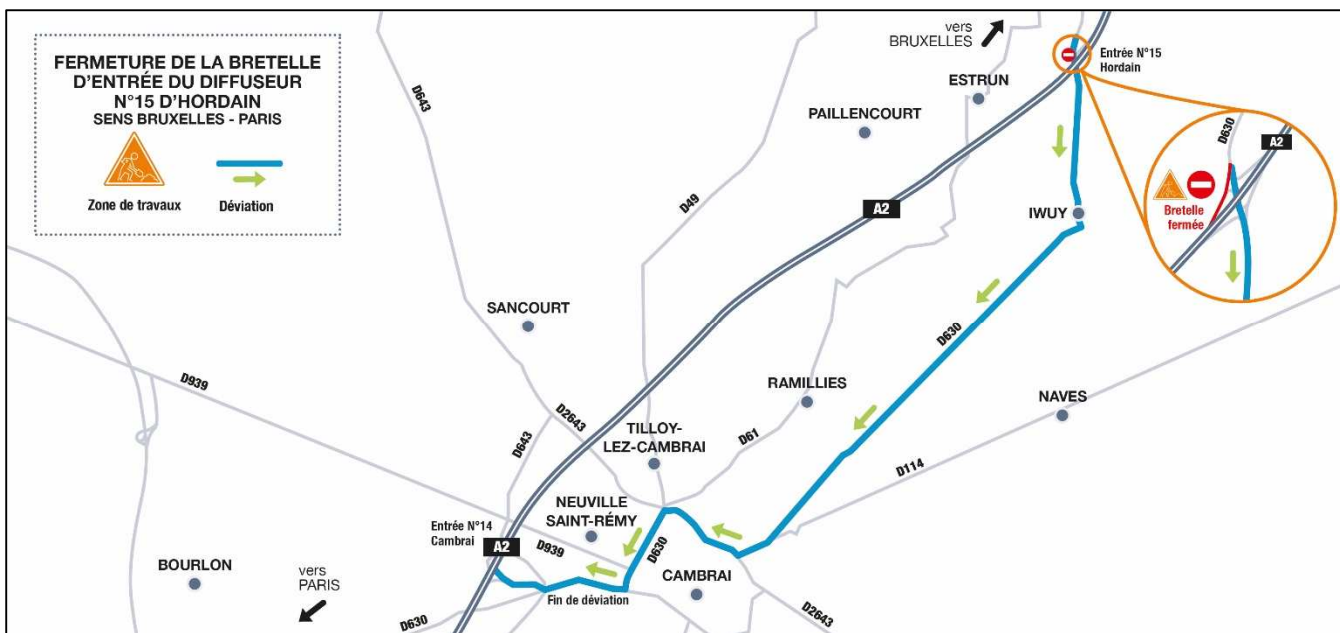 FERMETURE DE LA BRETELLE
D'ENTRÉE DU DIFFUSEUR
N°15 D'HORDAIN
SENS BRUXELLES - PARIS
Zone de travaux
Déviation
vers
BRUXELLES
Entrée N°15
Hordain
ESTRUN
PAILLENCOURT
D643
D49
A2
IWUY
D630
A2
Bretelle
fermée
SANCOURT
D939
D2643
D643
TILLOY-
LEZ-CAMBRAI
RAMILLIES
D61
D630
NAVES
D114
NEUVILLE
SAINT-RÉMY
Entrée N°14
Cambrai
A2
D939
D630
CAMBRAI
BOURLON
vers
PARIS
Fin de déviation
D630
D2643